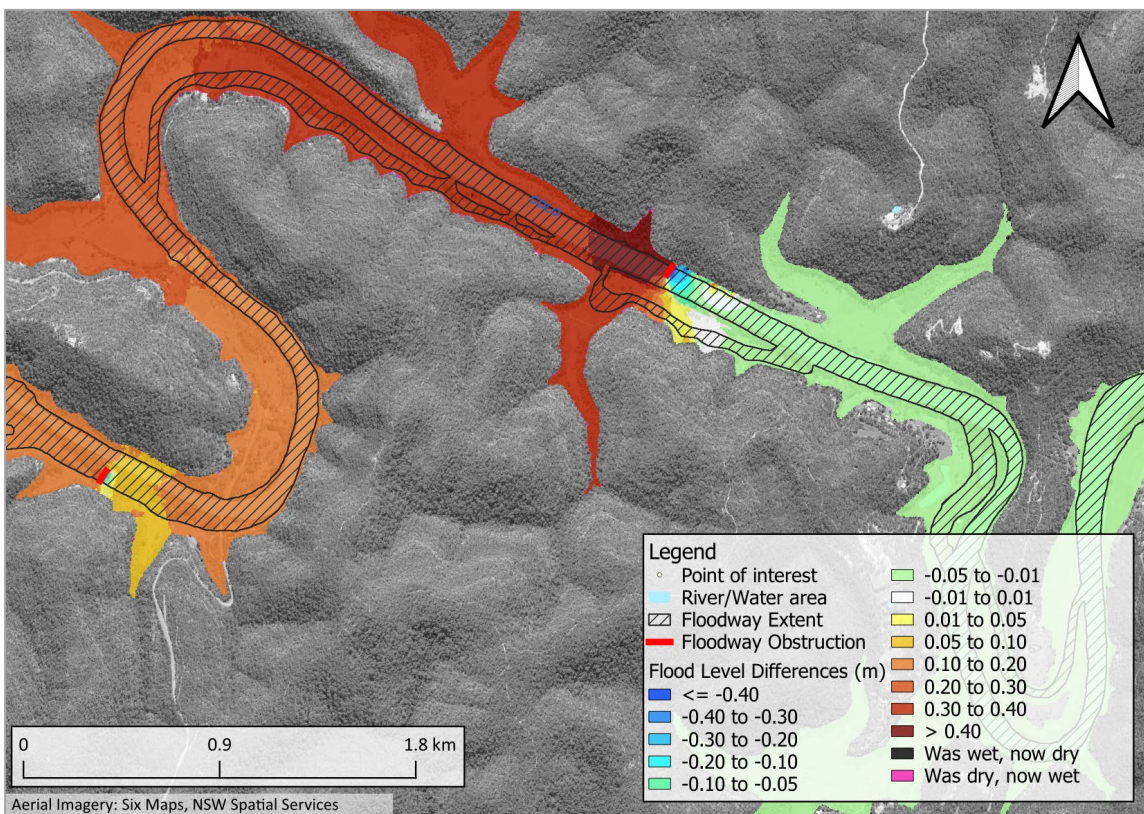 Legend
Point of interest
River/Water area
Floodway Extent
Floodway Obstruction
Flood Level Differences (m)
<= -0.40
-0.40 to -0.30
-0.30 to -0.20
-0.20 to -0.10
-0.10 to -0.05
-0.05 to -0.01
-0.01 to 0.01
0.01 to 0.05
0.05 to 0.10
0.10 to 0.20
0.20 to 0.30
0.30 to 0.40
> 0.40
Was wet, now dry
Was dry, now wet
0 0.9 1.8 km
Aerial Imagery: Six Maps, NSW Spatial Services